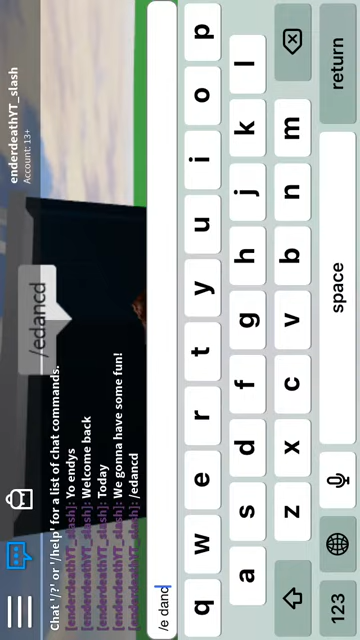 enderdeathYT_slash
Account: 13+
/edancd
Chat '/?' or '/help' for a list of chat commands.
[enderdeathYT_slash]: Yo endys
[enderdeathYT_slash]: Welcome back
[enderdeathYT_slash]: Today
[enderdeathYT_slash]: We gonna have some fun!
[enderdeathYT_slash]: /edancd
/e danc
q w e r t y u i o p
a s d f g h j k l
z x c v b n m
123 space return